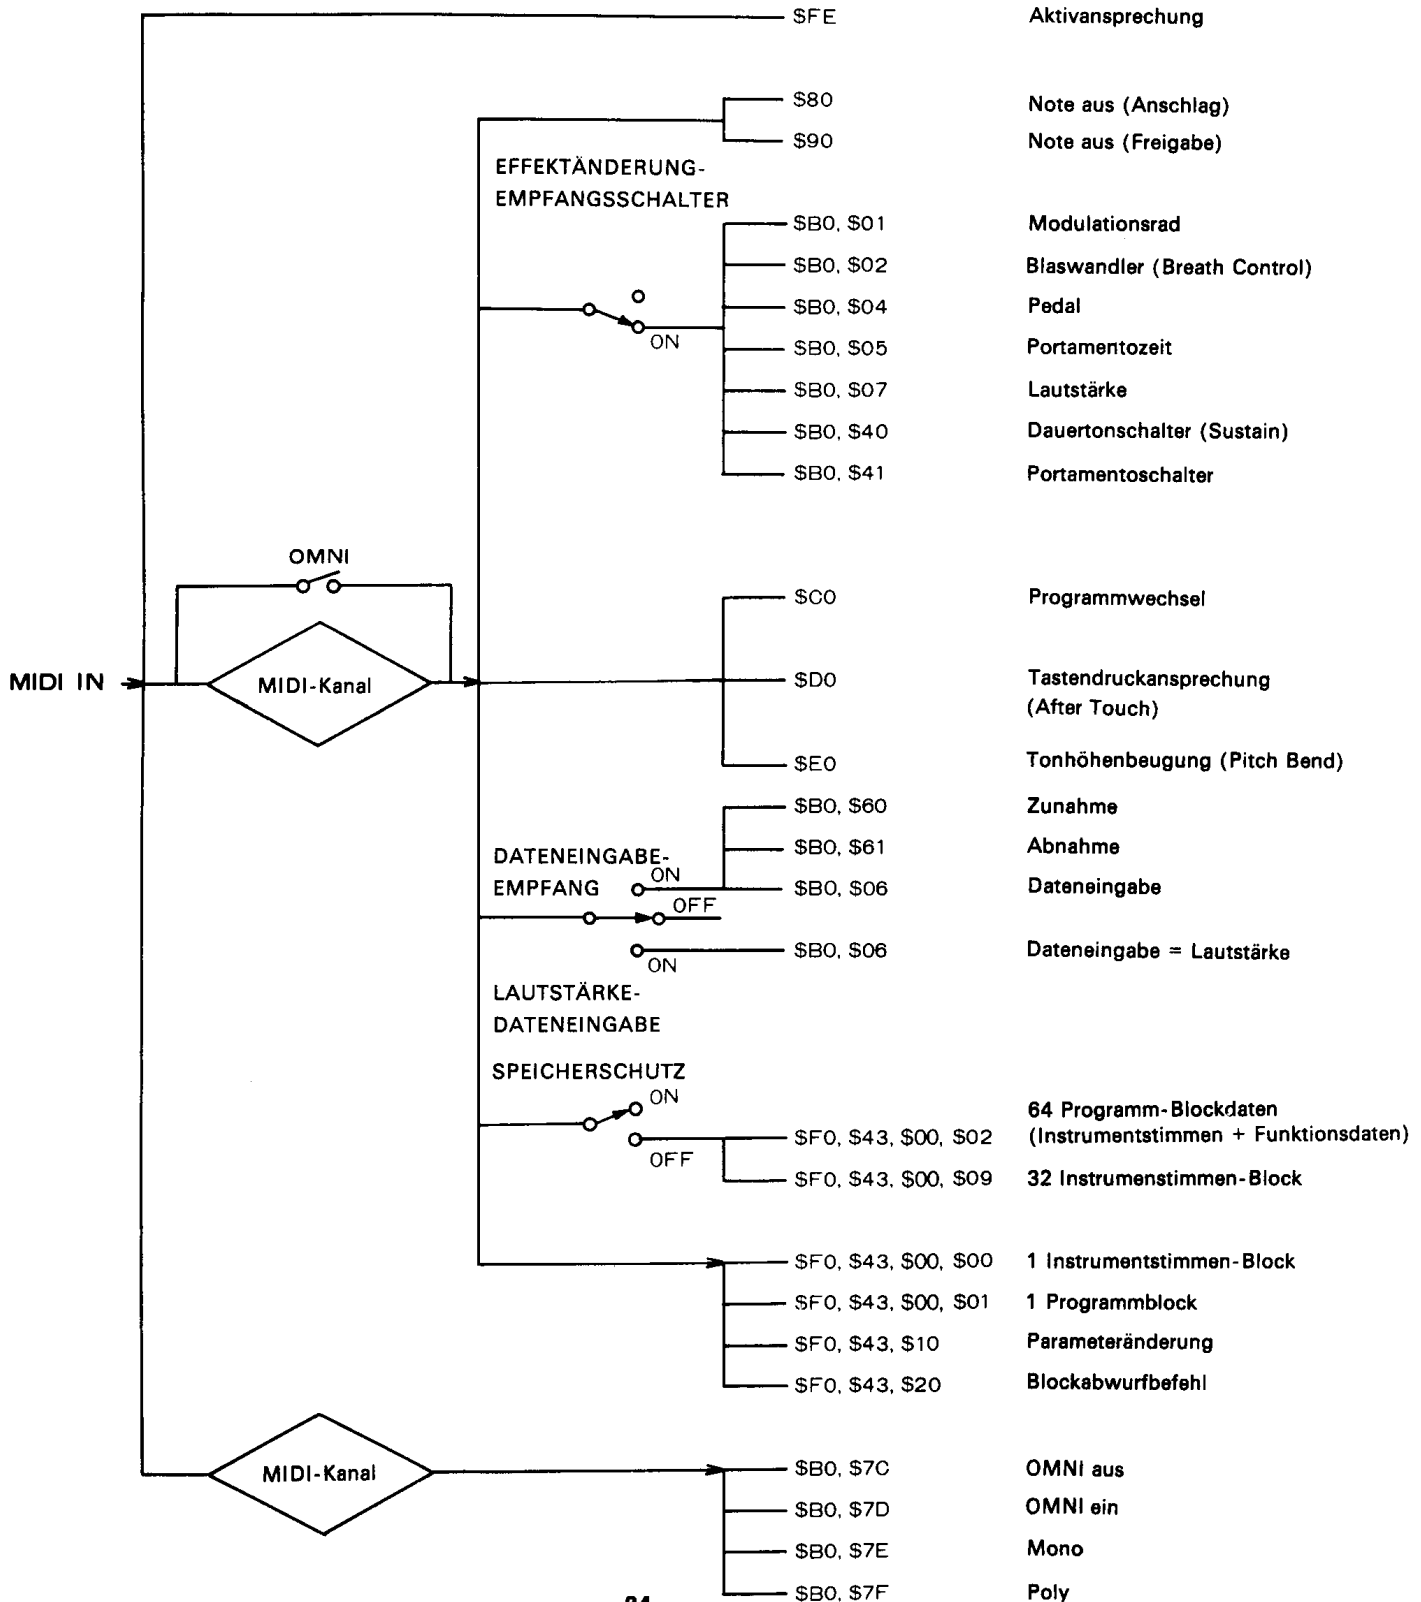 $FE Aktivansprechung
$80 Note aus (Anschlag)
$90 Note aus (Freigabe)
EFFEKTÄNDERUNG-
EMPFANGSSCHALTER
$B0, $01 Modulationsrad
$B0, $02 Blaswandler (Breath Control)
$B0, $04 Pedal
ON
$B0, $05 Portamentozeit
$B0, $07 Lautstärke
$B0, $40 Dauertonschalter (Sustain)
$B0, $41 Portamentoschalter
OMNI
$C0 Programmwechsel
MIDI IN
MIDI-Kanal
$D0 Tastendruckansprechung
(After Touch)
$E0 Tonhöhenbeugung (Pitch Bend)
$B0, $60 Zunahme
$B0, $61 Abnahme
DATENEINGABE-
EMPFANG
ON
$B0, $06 Dateneingabe
OFF
$B0, $06 Dateneingabe = Lautstärke
ON
LAUTSTÄRKE-
DATENEINGABE
SPEICHERSCHUTZ
ON
64 Programm-Blockdaten
$F0, $43, $00, $02 (Instrumentstimmen + Funktionsdaten)
OFF
$F0, $43, $00, $09 32 Instrumenstimmen-Block
$F0, $43, $00, $00 1 Instrumentstimmen-Block
$F0, $43, $00, $01 1 Programmblock
$F0, $43, $10 Parameteränderung
$F0, $43, $20 Blockabwurfbefehl
MIDI-Kanal
$B0, $7C OMNI aus
$B0, $7D OMNI ein
$B0, $7E Mono
$B0, $7F Poly